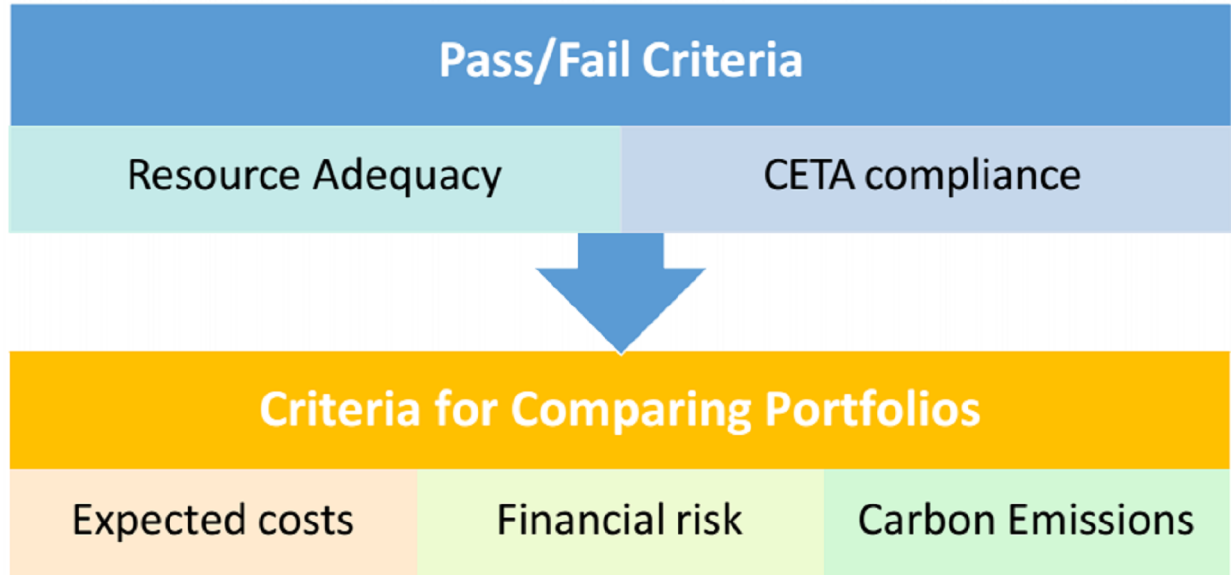 Pass/Fail Criteria
Resource Adequacy
CETA compliance
Criteria for Comparing Portfolios
Expected costs
Financial risk
Carbon Emissions